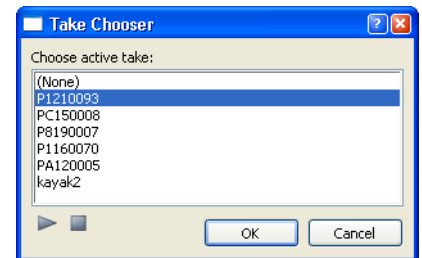 Take Chooser
Choose active take:
(None)
P1210093
PC150008
P8190007
P1160070
PA120005
kayak2
OK
Cancel